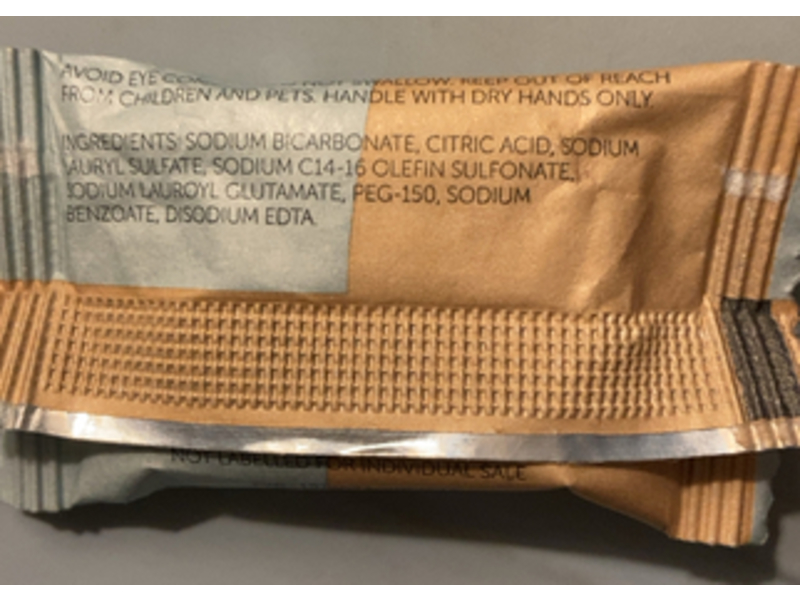 AVOID EYE NOT SWALLOW. KEEP OUT OF REACH
FROM CHILDREN AND PETS. HANDLE WITH DRY HANDS ONLY.
INGREDIENTS: SODIUM BICARBONATE, CITRIC ACID, SODIUM
LAURYL SULFATE, SODIUM C14-16 OLEFIN SULFONATE,
SODIUM LAUROYL GLUTAMATE, PEG-150, SODIUM
BENZOATE, DISODIUM EDTA.
NOT LABELLED FOR INDIVIDUAL SALE